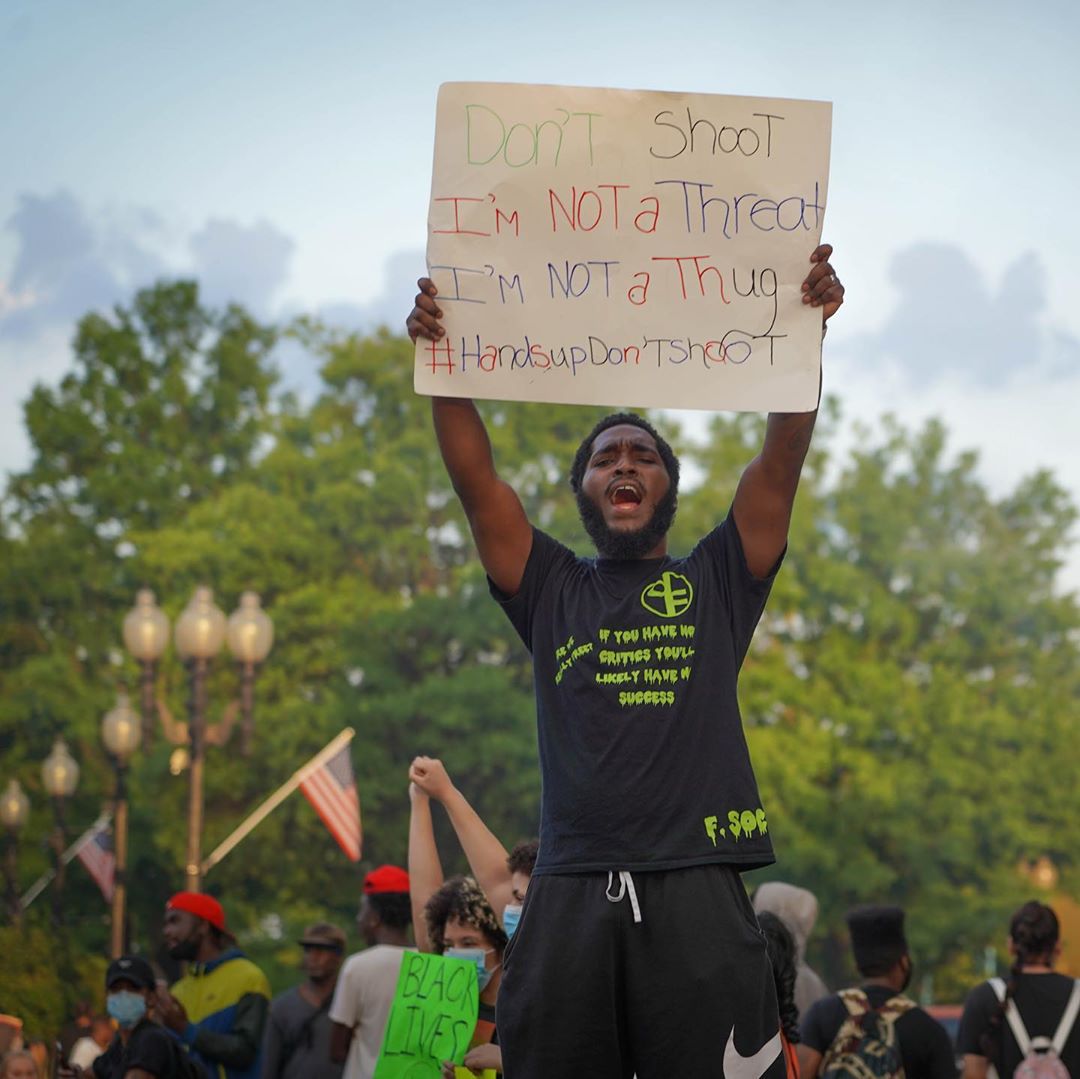 Don'T ShooT
I'm NOT a Threat
I'm NOT a Thug
#HandsupDon'TshooT
IF YOU HAVE NO
CRITICS YOU'LL
LIKELY HAVE N
SUCCESS
F. SOC
BLACK
LIVES